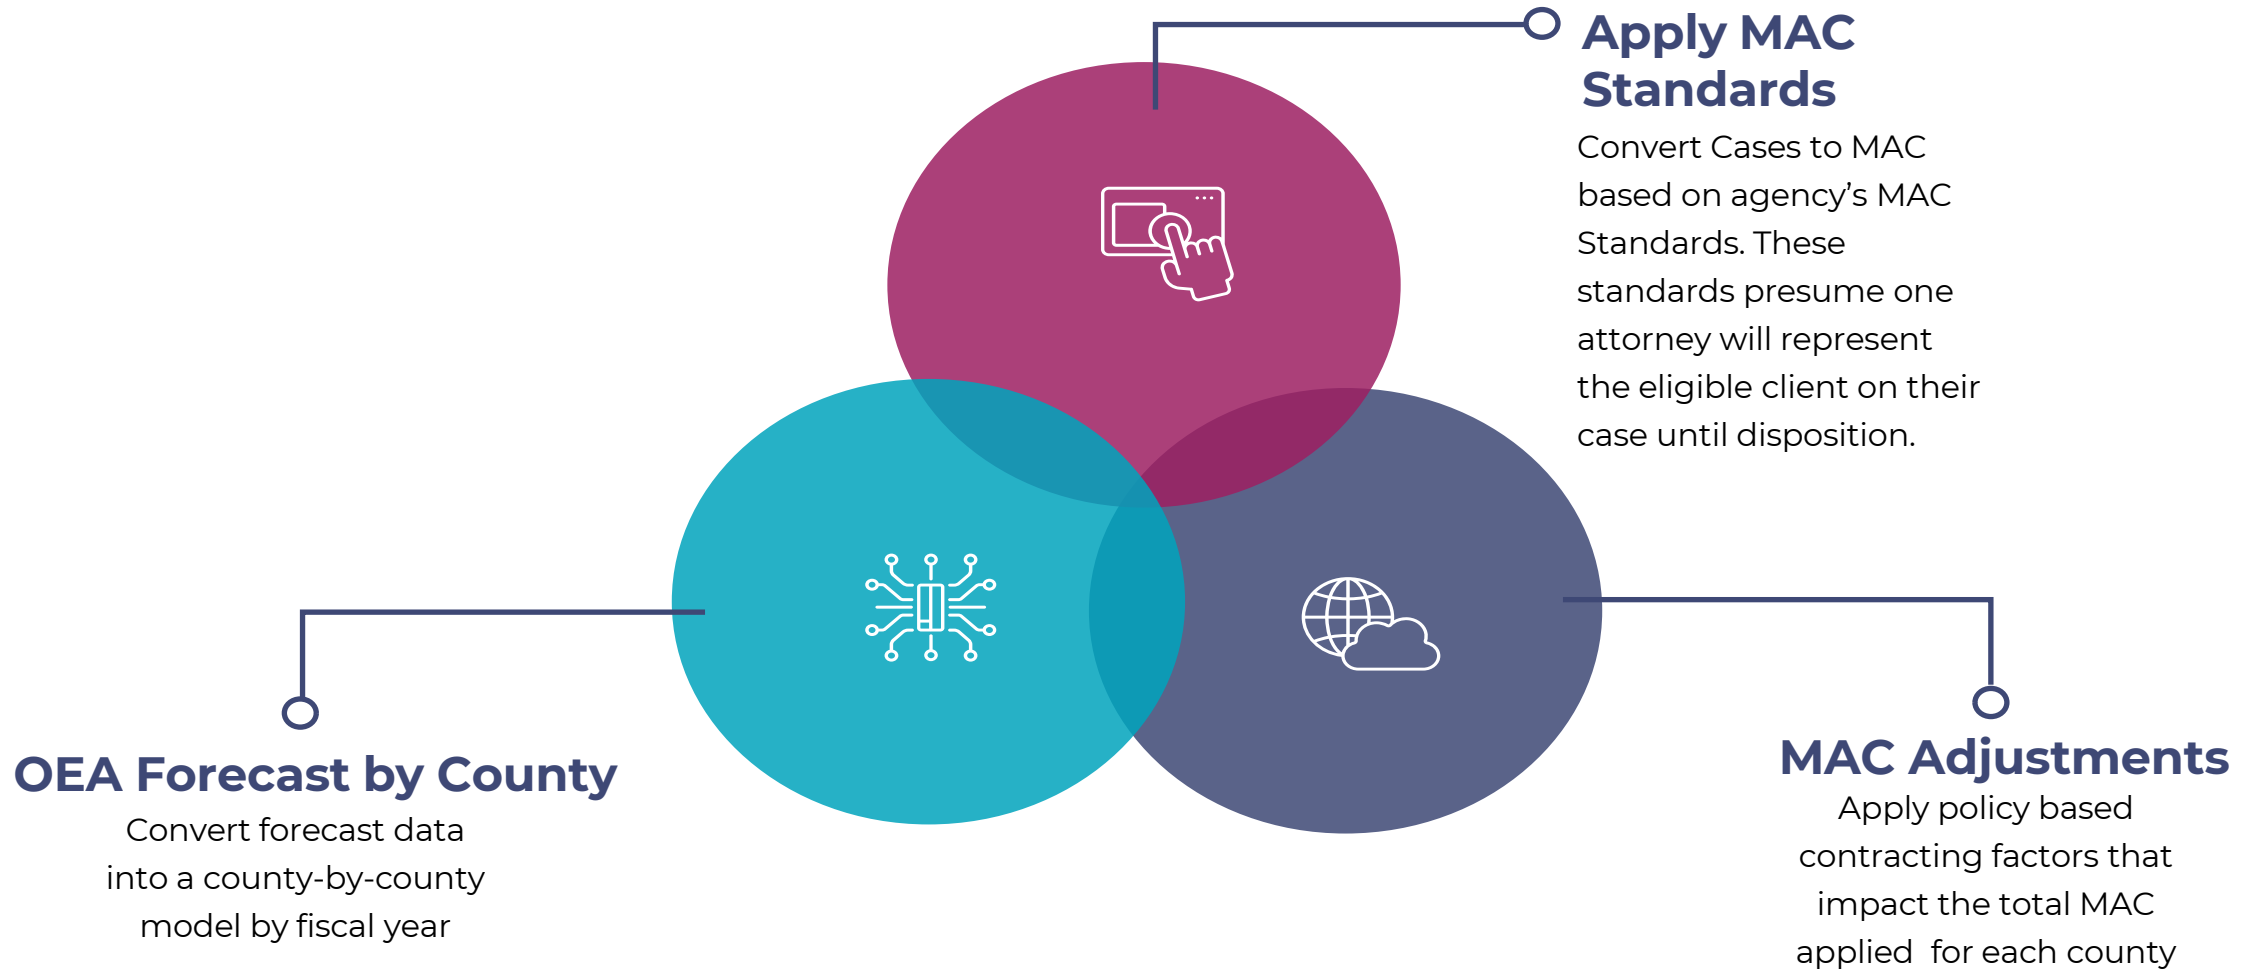 Apply MAC
Standards
Convert Cases to MAC
based on agency’s MAC
Standards. These
standards presume one
attorney will represent
the eligible client on their
case until disposition.
OEA Forecast by County
Convert forecast data
into a county-by-county
model by fiscal year
MAC Adjustments
Apply policy based
contracting factors that
impact the total MAC
applied  for each county